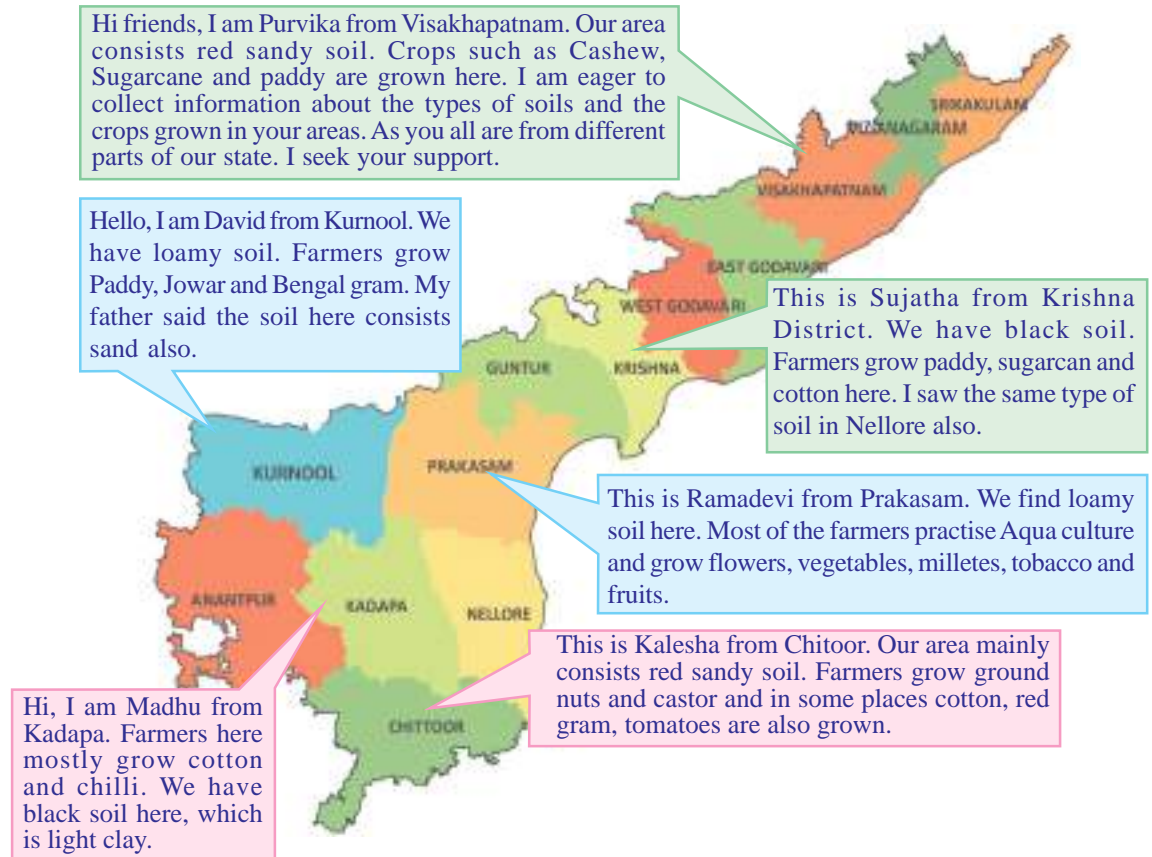 Hi friends, I am Purvika from Visakhapatnam. Our area
consists red sandy soil. Crops such as Cashew,
Sugarcane and paddy are grown here. I am eager to
collect information about the types of soils and the
crops grown in your areas. As you all are from different
parts of our state. I seek your support.
SRIKAKULAM
VIZIANAGARAM
VISAKHAPATNAM
Hello, I am David from Kurnool. We
have loamy soil. Farmers grow
Paddy, Jowar and Bengal gram. My
father said the soil here consists
sand also.
EAST GODAVARI
WEST GODAVARI
This is Sujatha from Krishna
District. We have black soil.
Farmers grow paddy, sugarcan and
cotton here. I saw the same type of
soil in Nellore also.
GUNTUR
KRISHNA
KURNOOL
PRAKASAM
This is Ramadevi from Prakasam. We find loamy
soil here. Most of the farmers practise Aqua culture
and grow flowers, vegetables, milletes, tobacco and
fruits.
ANANTPUR
KADAPA
NELLORE
This is Kalesha from Chitoor. Our area mainly
consists red sandy soil. Farmers grow ground
nuts and castor and in some places cotton, red
gram, tomatoes are also grown.
Hi, I am Madhu from
Kadapa. Farmers here
mostly grow cotton
and chilli. We have
black soil here, which
is light clay.
CHITTOOR